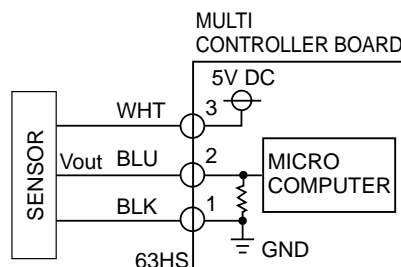 MULTI
CONTROLLER BOARD
5V DC
WHT 3
Vout BLU 2
MICRO
COMPUTER
SENSOR
BLK 1
GND
63HS